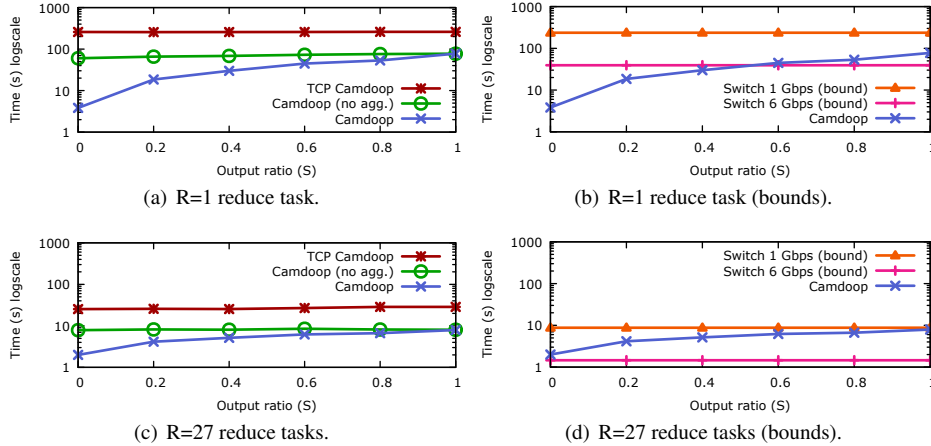 1000
100
10
1
Time (s) logscale
TCP Camdoop
Camdoop (no agg.)
Camdoop
0 0.2 0.4 0.6 0.8 1
Output ratio (S)
(a) R=1 reduce task.
1000
100
10
1
Time (s) logscale
Switch 1 Gbps (bound)
Switch 6 Gbps (bound)
Camdoop
0 0.2 0.4 0.6 0.8 1
Output ratio (S)
(b) R=1 reduce task (bounds).
1000
100
10
1
Time (s) logscale
TCP Camdoop
Camdoop (no agg.)
Camdoop
0 0.2 0.4 0.6 0.8 1
Output ratio (S)
(c) R=27 reduce tasks.
1000
100
10
1
Time (s) logscale
Switch 1 Gbps (bound)
Switch 6 Gbps (bound)
Camdoop
0 0.2 0.4 0.6 0.8 1
Output ratio (S)
(d) R=27 reduce tasks (bounds).